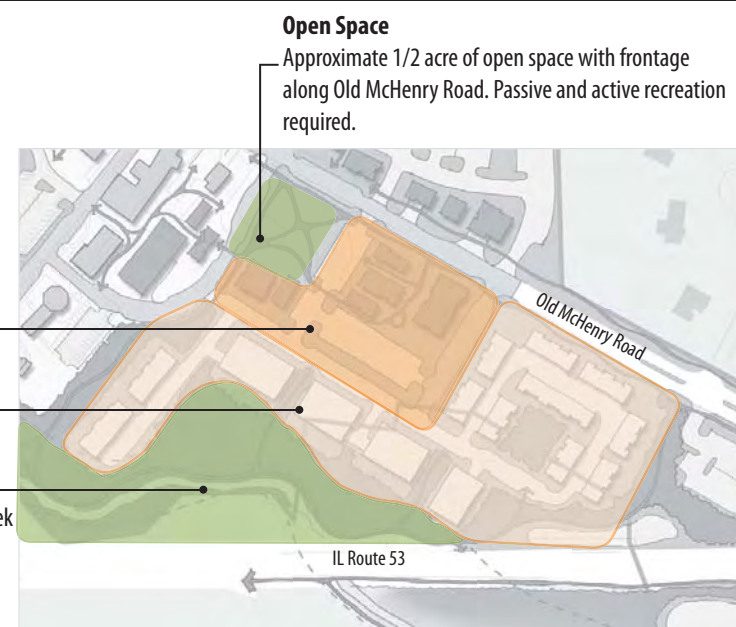 Open Space
Approximate 1/2 acre of open space with frontage
along Old McHenry Road. Passive and active recreation
required.
Old McHenry Road
IL Route 53